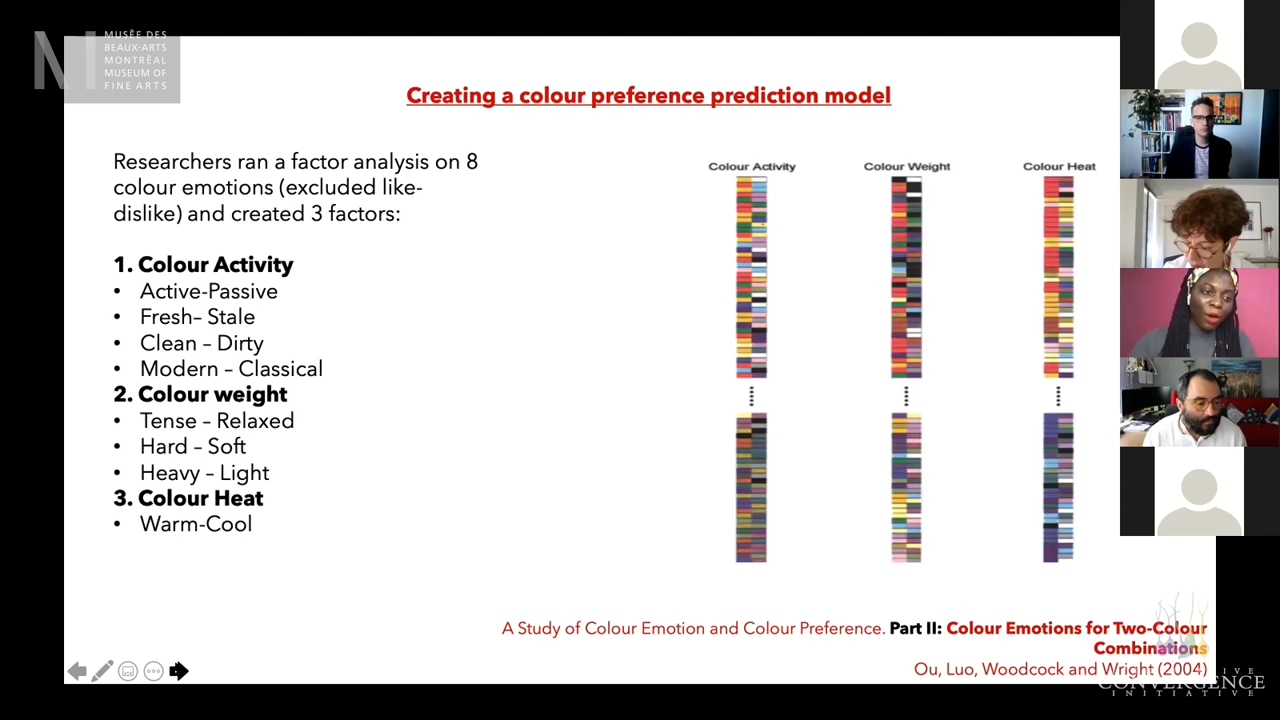 MUSÉE DES
BEAUX-ARTS
MONTRÉAL
MUSEUM OF
FINE ARTS
Creating a colour preference prediction model
Researchers ran a factor analysis on 8
colour emotions (excluded like-
dislike) and created 3 factors:
1. Colour Activity
• Active-Passive
• Fresh– Stale
• Clean – Dirty
• Modern – Classical
2. Colour weight
• Tense – Relaxed
• Hard – Soft
• Heavy – Light
3. Colour Heat
• Warm-Cool
Colour Activity
Colour Weight
Colour Heat
A Study of Colour Emotion and Colour Preference. Part II: Colour Emotions for Two-Colour
Combinations
Ou, Luo, Woodcock and Wright (2004)
CONVERGENCE
INITIATIVE